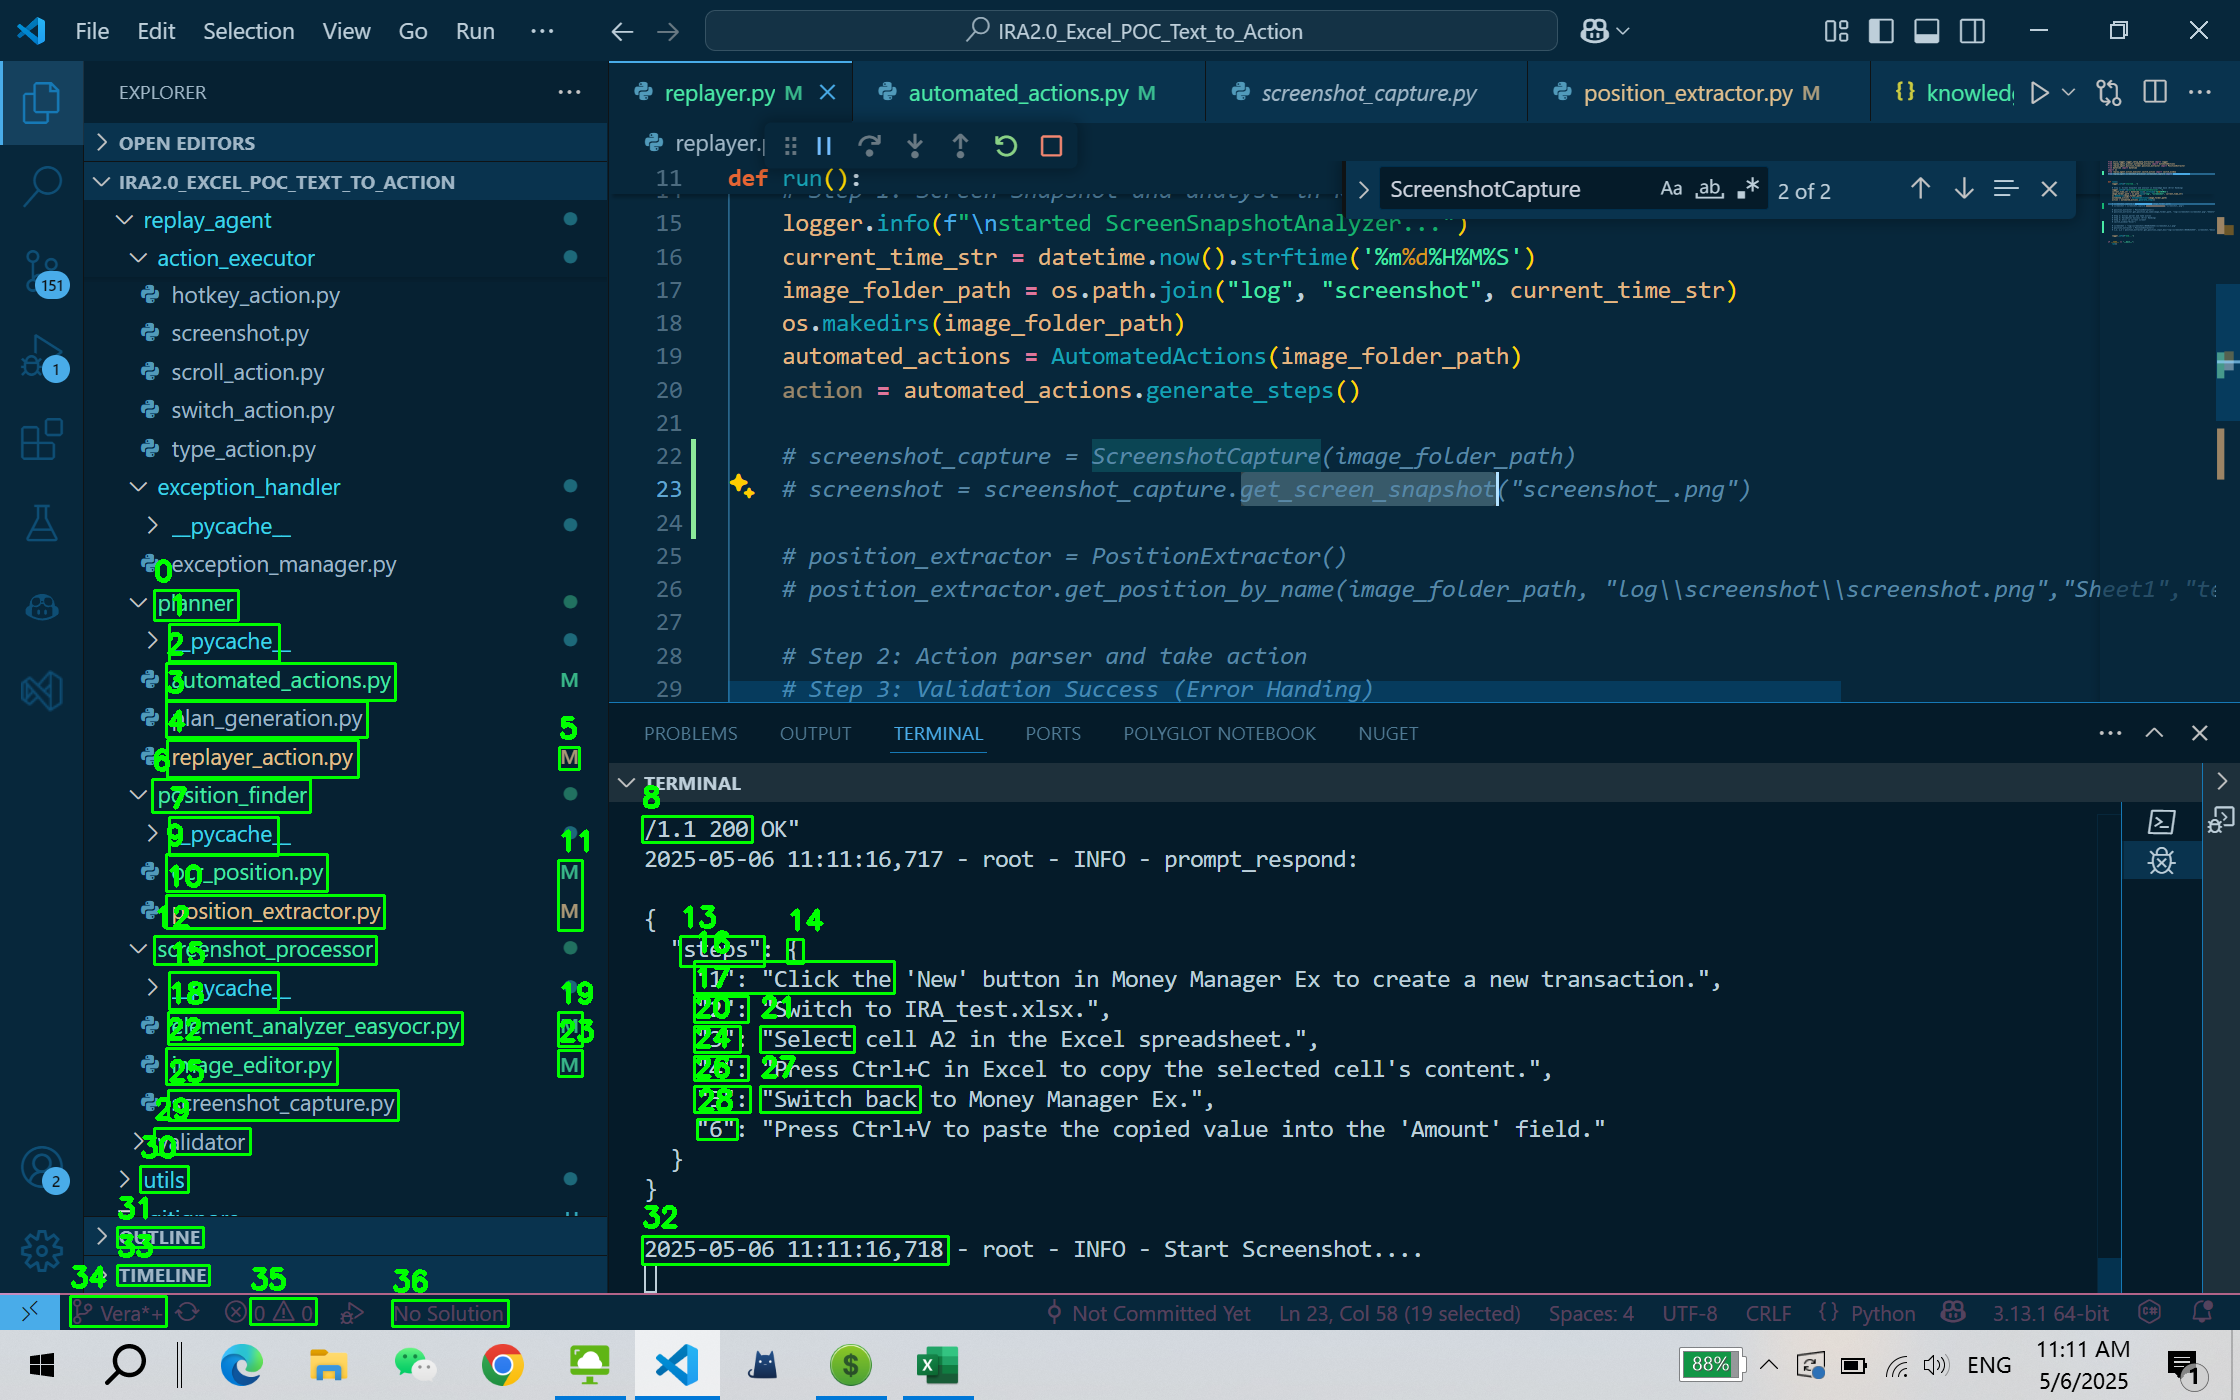 File Edit Selection View Go Run ··· IRA2.0_Excel_POC_Text_to_Action
EXPLORER
OPEN EDITORS
IRA2.0_EXCEL_POC_TEXT_TO_ACTION
replay_agent
action_executor
hotkey_action.py
screenshot.py
scroll_action.py
switch_action.py
type_action.py
exception_handler
__pycache__
exception_manager.py
0
planner
1
__pycache__
2
automated_actions.py M
3
plan_generation.py
4 5
replayer_action.py M
6
position_finder
7
__pycache__
9 11
ocr_position.py M
10
position_extractor.py M
12
screenshot_processor
15
__pycache__
18 19
element_analyzer_easyocr.py M
22 23
image_editor.py M
25
screenshot_capture.py
29
validator
30
utils
31
OUTLINE
33
TIMELINE
151
1
2
replayer.py M automated_actions.py M screenshot_capture.py position_extractor.py M
replayer.
ScreenshotCapture Aa ab 2 of 2
11 def run():
15 logger.info(f"\nstarted ScreenSnapshotAnalyzer...")
16 current_time_str = datetime.now().strftime('%m%d%H%M%S')
17 image_folder_path = os.path.join("log", "screenshot", current_time_str)
18 os.makedirs(image_folder_path)
19 automated_actions = AutomatedActions(image_folder_path)
20 action = automated_actions.generate_steps()
21
22 # screenshot_capture = ScreenshotCapture(image_folder_path)
23 # screenshot = screenshot_capture.get_screen_snapshot("screenshot_.png")
24
25 # position_extractor = PositionExtractor()
26 # position_extractor.get_position_by_name(image_folder_path, "log\\screenshot\\screenshot.png","Sheet1","te
27
28 # Step 2: Action parser and take action
29 # Step 3: Validation Success (Error Handing)
PROBLEMS OUTPUT TERMINAL PORTS POLYGLOT NOTEBOOK NUGET
TERMINAL
8
/1.1 200 OK"
2025-05-06 11:11:16,717 - root - INFO - prompt_respond:
{
13 14
"steps": {
16
17 "Click the 'New' button in Money Manager Ex to create a new transaction.",
20 21 "Switch to IRA_test.xlsx.",
24 "Select cell A2 in the Excel spreadsheet.",
26 27 "Press Ctrl+C in Excel to copy the selected cell's content.",
28 "Switch back to Money Manager Ex.",
"6": "Press Ctrl+V to paste the copied value into the 'Amount' field."
}
}
32
2025-05-06 11:11:16,718 - root - INFO - Start Screenshot....
34 35 36
Vera*+ 0 0 No Solution Not Committed Yet Ln 23, Col 58 (19 selected) Spaces: 4 UTF-8 CRLF {} Python 3.13.1 64-bit
88% ENG 11:11 AM
5/6/2025 1